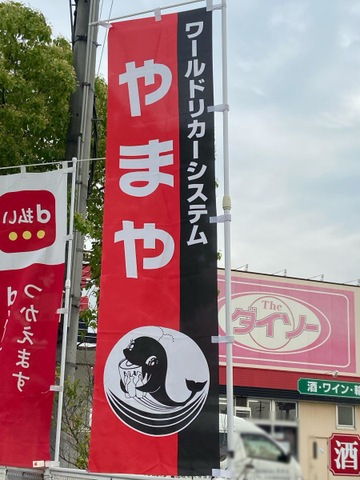 ワールドリカーシステム
やまや
d払い
つかえます
The
ダイソー
酒・ワイン・
酒